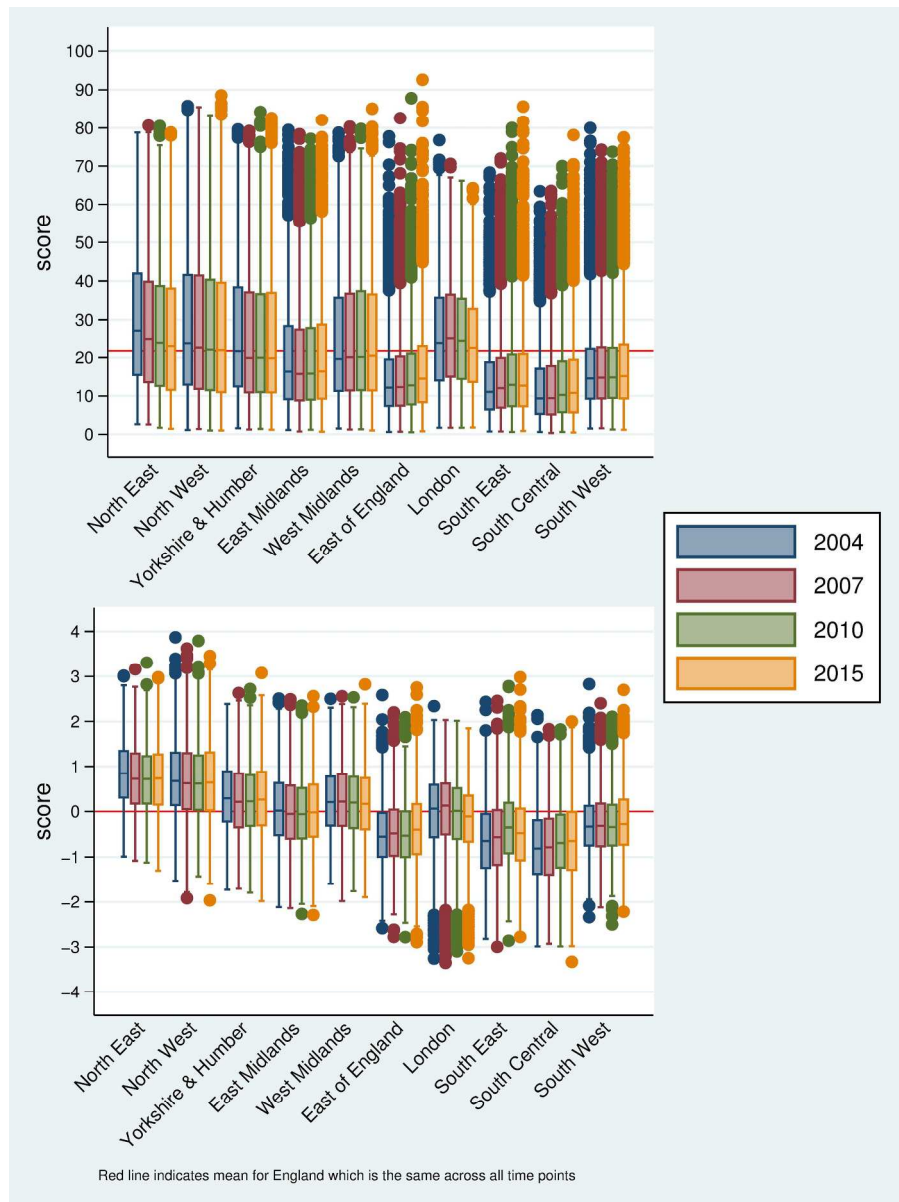 100
90
80
70
60
50
40
30
20
10
0
score
North East
North West
Yorkshire & Humber
East Midlands
West Midlands
East of England
London
South East
South Central
South West
2004
2007
2010
2015
4
3
2
1
0
−1
−2
−3
−4
score
North East
North West
Yorkshire & Humber
East Midlands
West Midlands
East of England
London
South East
South Central
South West
Red line indicates mean for England which is the same across all time points